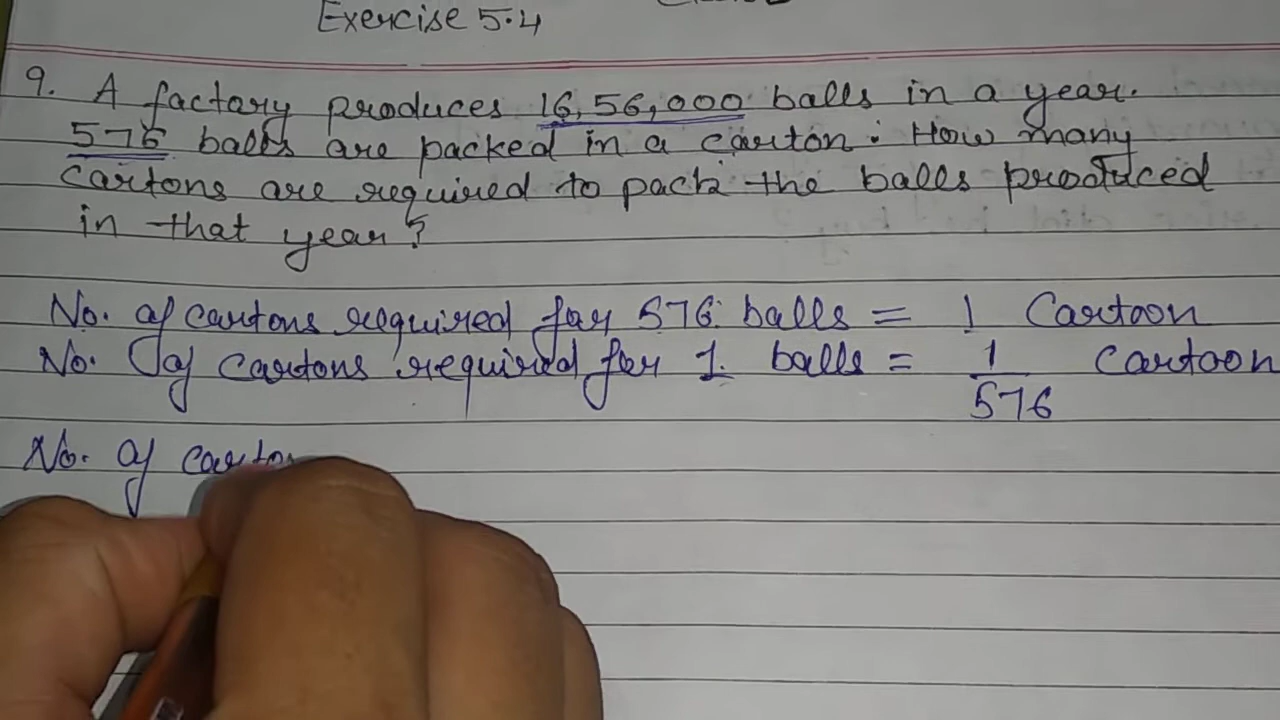 Exercise 5.4
9. A factory produces 16,56,000 balls in a year.
576 balls are packed in a carton. How many
cartons are required to pack the balls produced
in that year?
No. of cartons required for 576 balls = 1 Cartoon
No. of cartons required for 1 balls = 1/576 Cartoon
No. of carton